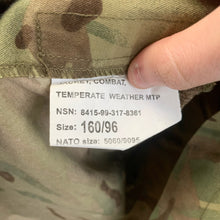 JACKET, COMBAT,
TEMPERATE WEATHER MTP
NSN: 8415-99-317-8361
Size: 160/96
NATO size: 5060/9095